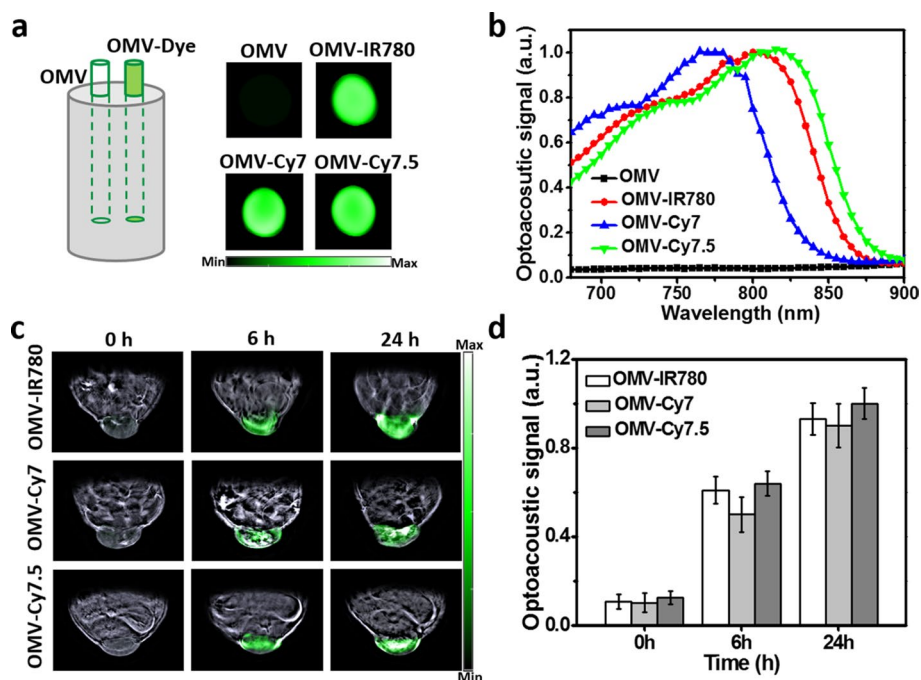 a
OMV-Dye
OMV
OMV
OMV-IR780
OMV-Cy7
OMV-Cy7.5
Min
Max
b
Optoacosutic signal (a.u.)
1.0
0.8
0.6
0.4
0.2
0.0
OMV
OMV-IR780
OMV-Cy7
OMV-Cy7.5
700
750
800
850
900
Wavelength (nm)
c
0 h
6 h
24 h
OMV-IR780
OMV-Cy7
OMV-Cy7.5
Max
Min
d
Optoacoustic signal (a.u.)
1.2
0.8
0.4
0.0
OMV-IR780
OMV-Cy7
OMV-Cy7.5
0h
6h
24h
Time (h)